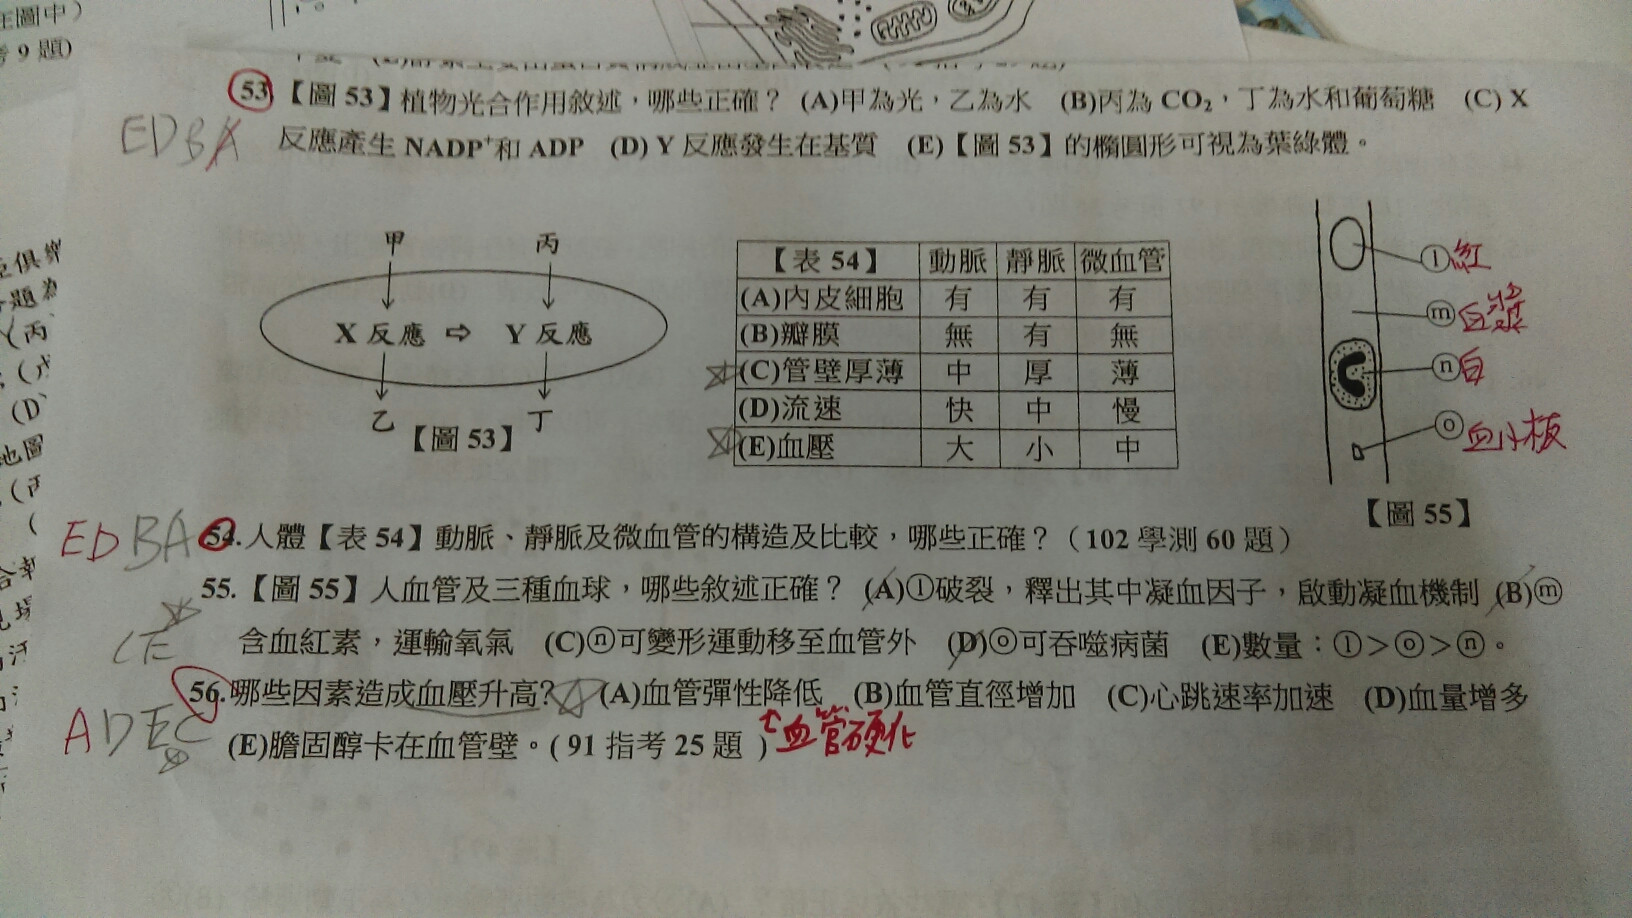 在圖中）
考 9 題)
53 【圖 53】植物光合作用敘述，哪些正確？ (A)甲為光，乙為水 (B)丙為 CO₂，丁為水和葡萄糖 (C) X
EDBA
反應產生 NADP⁺和 ADP (D) Y 反應發生在基質 (E)【圖 53】的橢圓形可視為葉綠體。
甲 丙
X 反應 ⇨ Y 反應
乙 丁
【圖 53】
【表 54】 動脈 靜脈 微血管
(A)內皮細胞 有 有 有
(B)瓣膜 無 有 無
(C)管壁厚薄 中 厚 薄
(D)流速 快 中 慢
(E)血壓 大 小 中
ⓛ紅
ⓜ血漿
ⓝ白
ⓞ血小板
【圖 55】
EDBA 54.人體【表 54】動脈、靜脈及微血管的構造及比較，哪些正確？（102 學測 60 題）
55.【圖 55】人血管及三種血球，哪些敘述正確？ (A)ⓛ破裂，釋出其中凝血因子，啟動凝血機制 (B)ⓜ
CE
含血紅素，運輸氧氣 (C)ⓝ可變形運動移至血管外 (D)ⓞ可吞噬病菌 (E)數量：ⓛ>ⓞ>ⓝ。
56.哪些因素造成血壓升高? (A)血管彈性降低 (B)血管直徑增加 (C)心跳速率加速 (D)血量增多
ADEC
(E)膽固醇卡在血管壁。( 91 指考 25 題 )
血管硬化